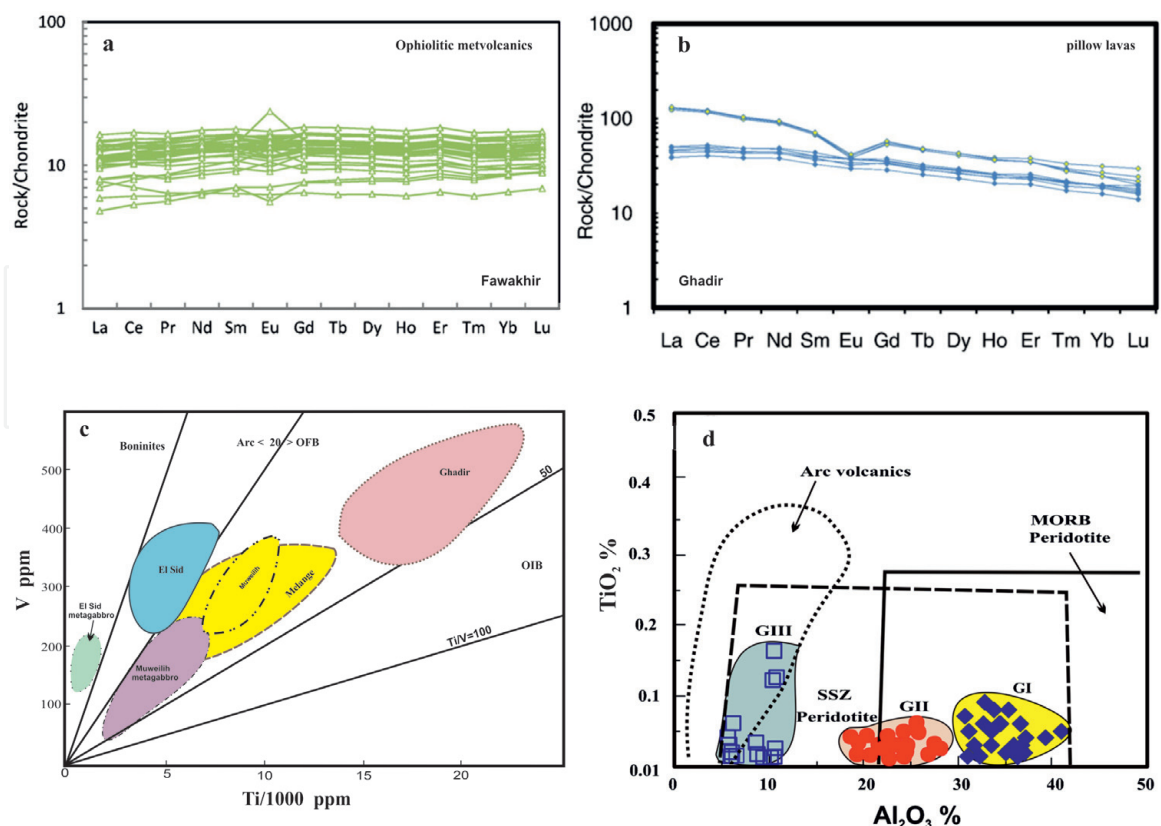 100
a
Ophiolitic metvolcanics
Rock/Chondrite
10
Fawakhir
1
La Ce Pr Nd Sm Eu Gd Tb Dy Ho Er Tm Yb Lu
1000
b
pillow lavas
Rock/Chondrite
100
10
Ghadir
1
La Ce Pr Nd Sm Eu Gd Tb Dy Ho Er Tm Yb Lu
c
Boninites
Arc < 20 > OFB
Ghadir
50
500
400
El Sid
Muweilih
Melange
OIB
V ppm
300
El Sid
metagabbro
200
Muweilih
metagabbro
Ti/V=100
100
0 5 10 15 20
Ti/1000 ppm
0.5
d
Arc volcanics
0.4
MORB
Peridotite
TiO2 %
0.3
0.2
GIII
SSZ
Peridotite
GII
GI
0.1
0.01
0 10 20 30 40 50
Al2O3 %